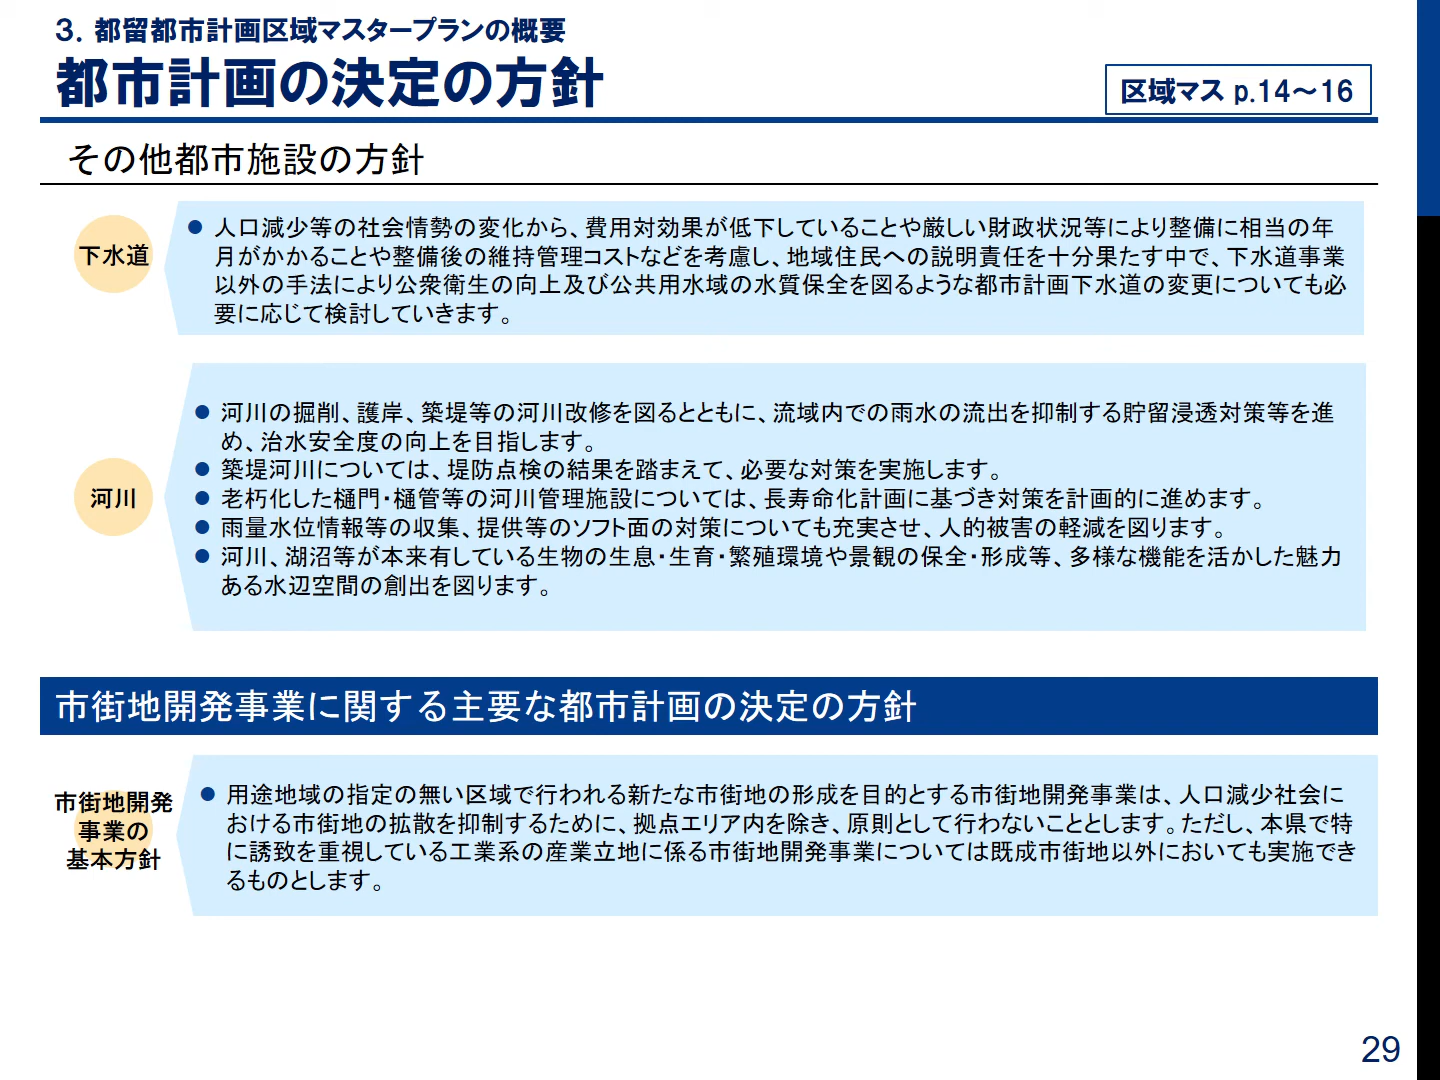 3. 都留都市計画区域マスタープランの概要
都市計画の決定の方針
区域マス p.14～16
その他都市施設の方針
下水道
● 人口減少等の社会情勢の変化から、費用対効果が低下していることや厳しい財政状況等により整備に相当の年
月がかかることや整備後の維持管理コストなどを考慮し、地域住民への説明責任を十分果たす中で、下水道事業
以外の手法により公衆衛生の向上及び公共用水域の水質保全を図るような都市計画下水道の変更についても必
要に応じて検討していきます。
河川
● 河川の掘削、護岸、築堤等の河川改修を図るとともに、流域内での雨水の流出を抑制する貯留浸透対策等を進
め、治水安全度の向上を目指します。
● 築堤河川については、堤防点検の結果を踏まえて、必要な対策を実施します。
● 老朽化した樋門・樋管等の河川管理施設については、長寿命化計画に基づき対策を計画的に進めます。
● 雨量水位情報等の収集、提供等のソフト面の対策についても充実させ、人的被害の軽減を図ります。
● 河川、湖沼等が本来有している生物の生息・生育・繁殖環境や景観の保全・形成等、多様な機能を活かした魅力
ある水辺空間の創出を図ります。
市街地開発事業に関する主要な都市計画の決定の方針
市街地開発
事業の
基本方針
● 用途地域の指定の無い区域で行われる新たな市街地の形成を目的とする市街地開発事業は、人口減少社会に
おける市街地の拡散を抑制するために、拠点エリア内を除き、原則として行わないこととします。ただし、本県で特
に誘致を重視している工業系の産業立地に係る市街地開発事業については既成市街地以外においても実施でき
るものとします。
29